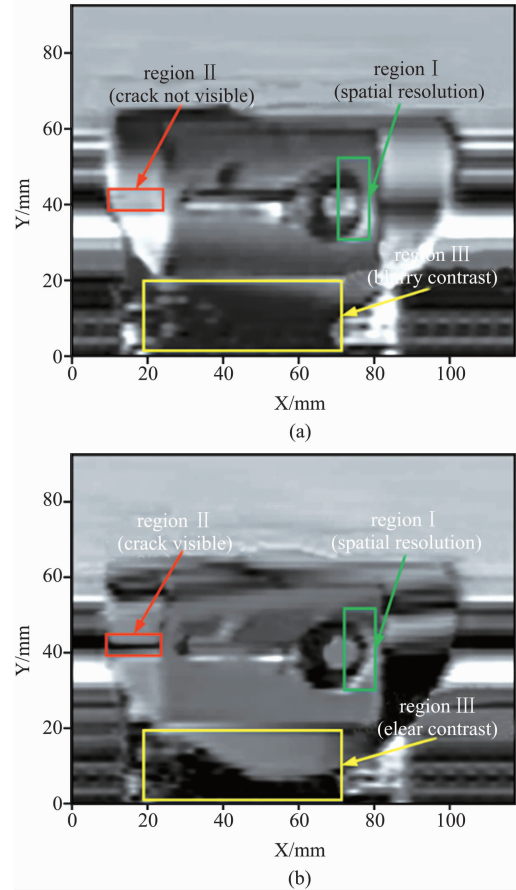 80
60
40
20
0
Y/mm
region Ⅱ
(crack not visible)
region Ⅰ
(spatial resolution)
region Ⅲ
(blurry contrast)
0 20 40 60 80 100
X/mm
(a)
80
60
40
20
0
Y/mm
region Ⅱ
(crack visible)
region Ⅰ
(spatial resolution)
region Ⅲ
(elear contrast)
0 20 40 60 80 100
X/mm
(b)